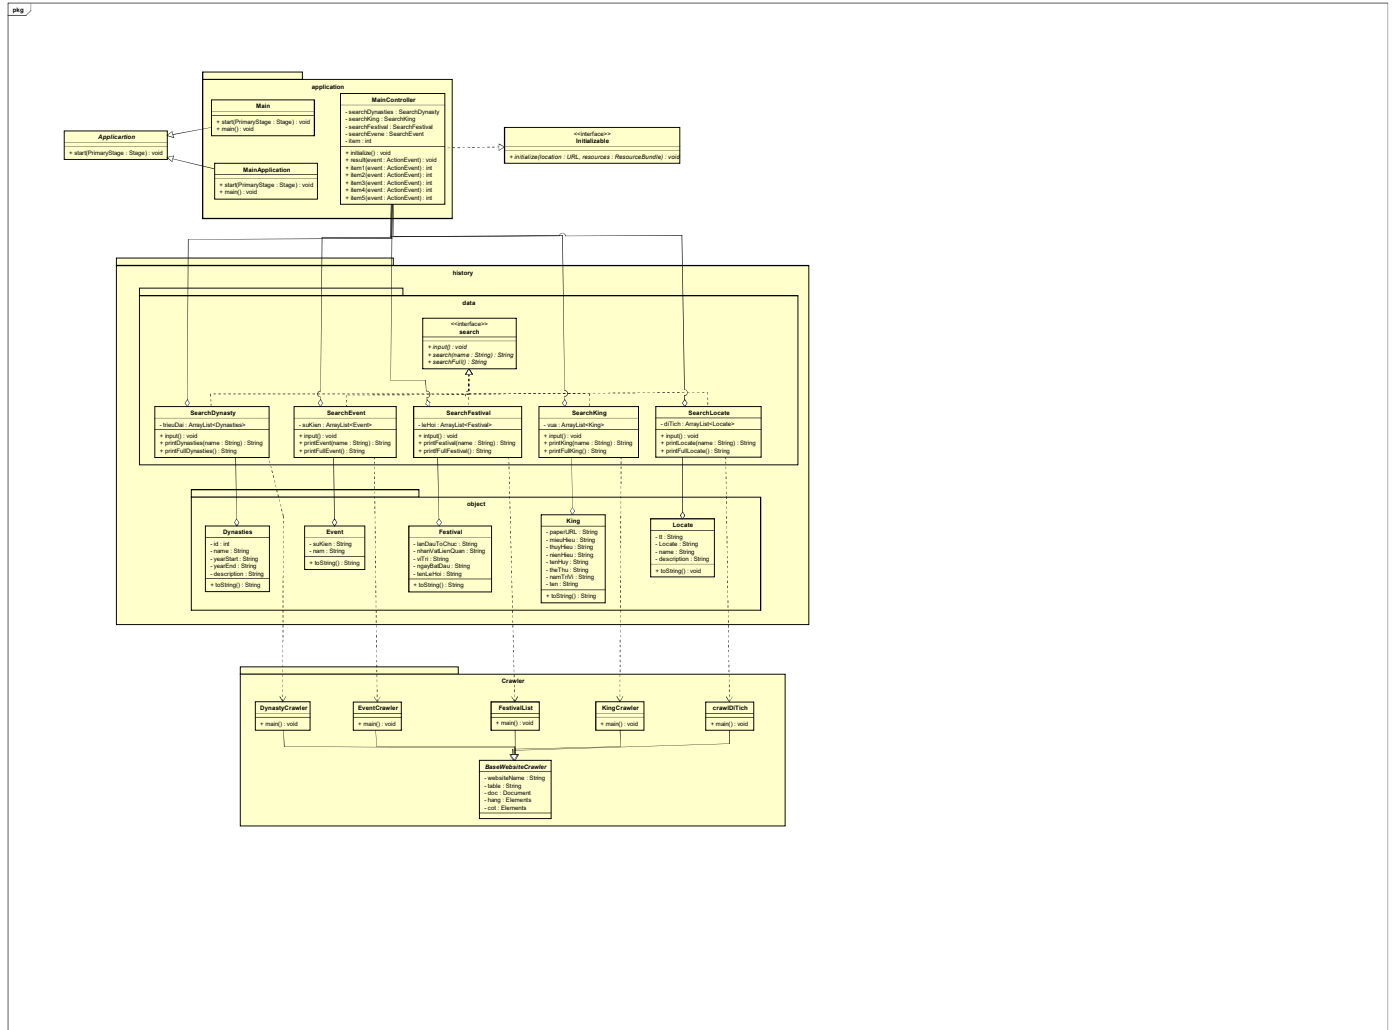 pkg
application
Main
+ start(PrimaryStage : Stage) : void
+ main() : void
MainController
- searchDynasties : SearchDynasty
- searchKing : SearchKing
- searchFestival : SearchFestival
- searchEvene : SearchEvent
- item : int
+ initialize() : void
+ result(event : ActionEvent) : void
+ item1(event : ActionEvent) : int
+ item2(event : ActionEvent) : int
+ item3(event : ActionEvent) : int
+ item4(event : ActionEvent) : int
+ item5(event : ActionEvent) : int
Applicartion
+ start(PrimaryStage : Stage) : void
MainApplication
+ start(PrimaryStage : Stage) : void
+ main() : void
<<interface>>
Initializable
+ initialize(location : URL, resources : ResourceBundle) : void
history
data
<<interface>>
search
+ input() : void
+ search(name : String) : String
+ searchFull() : String
SearchDynasty
- trieuDai : ArrayList<Dynasties>
+ input() : void
+ printDynasties(name : String) : String
+ printFullDynasties() : String
SearchEvent
- suKien : ArrayList<Event>
+ input() : void
+ printEvent(name : String) : String
+ printFullEvent() : String
SearchFestival
- leHoi : ArrayList<Festival>
+ intput() : void
+ printFestival(name : String) : String
+ printfFullFestival() : String
SearchKing
- vua : ArrayList<King>
+ input() : void
+ printKing(name : String) : String
+ printFullKing() : String
SearchLocate
- diTich : ArrayList<Locate>
+ input() : void
+ printLocate(name : String) : String
+ printFullLocate() : String
object
Dynasties
- id : int
- name : String
- yearStart : String
- yearEnd : String
- description : String
+ toString() : String
Event
- suKien : String
- nam : String
+ toString() : String
Festival
- lanDauToChuc : String
- nhanVatLienQuan : String
- viTri : String
- ngayBatDau : String
- tenLeHoi : String
+ toString() : String
King
- paperURL : String
- mieuHieu : String
- thuyHieu : String
- nienHieu : String
- tenHuy : String
- theThu : String
- namTriVi : String
- ten : String
+ toString() : String
Locate
- tt : String
- Locate : String
- name : String
- description : String
+ toString() : void
Crawler
DynastyCrawler
+ main() : void
EventCrawler
+ main() : void
FestivalList
+ main() : void
KingCrawler
+ main() : void
crawlDiTich
+ main() : void
BaseWebsiteCrawler
- websiteName : String
- table : String
- doc : Document
- hang : Elements
- cot : Elements